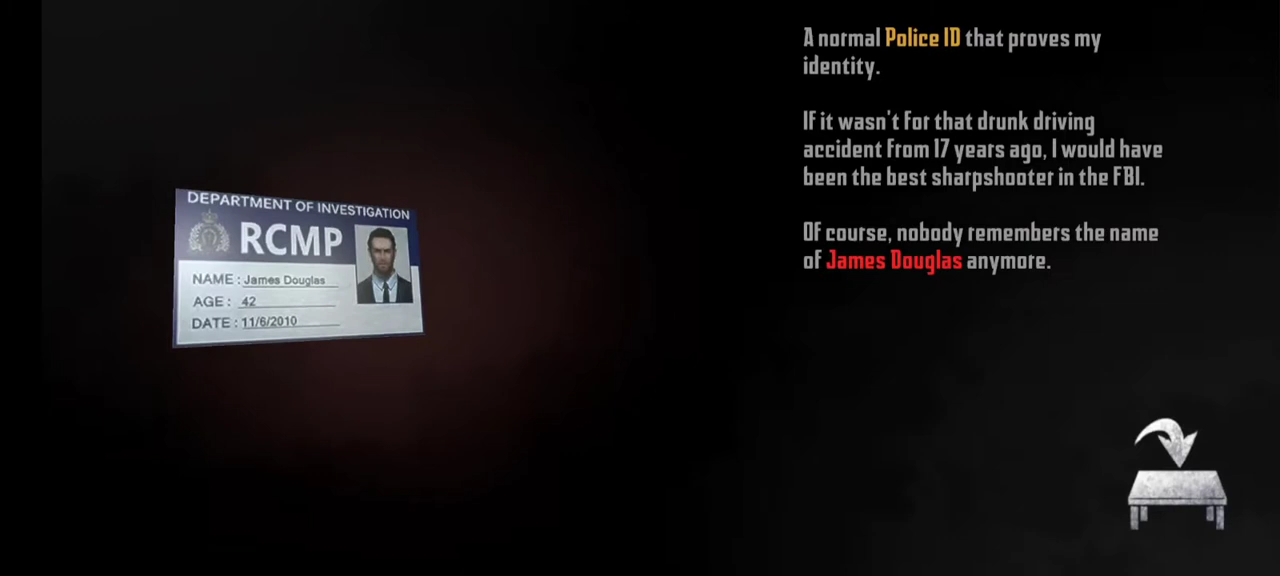 DEPARTMENT OF INVESTIGATION
RCMP
NAME : James Douglas
AGE : 42
DATE : 11/6/2010
A normal Police ID that proves my
identity.
If it wasn't for that drunk driving
accident from 17 years ago, I would have
been the best sharpshooter in the FBI.
Of course, nobody remembers the name
of James Douglas anymore.